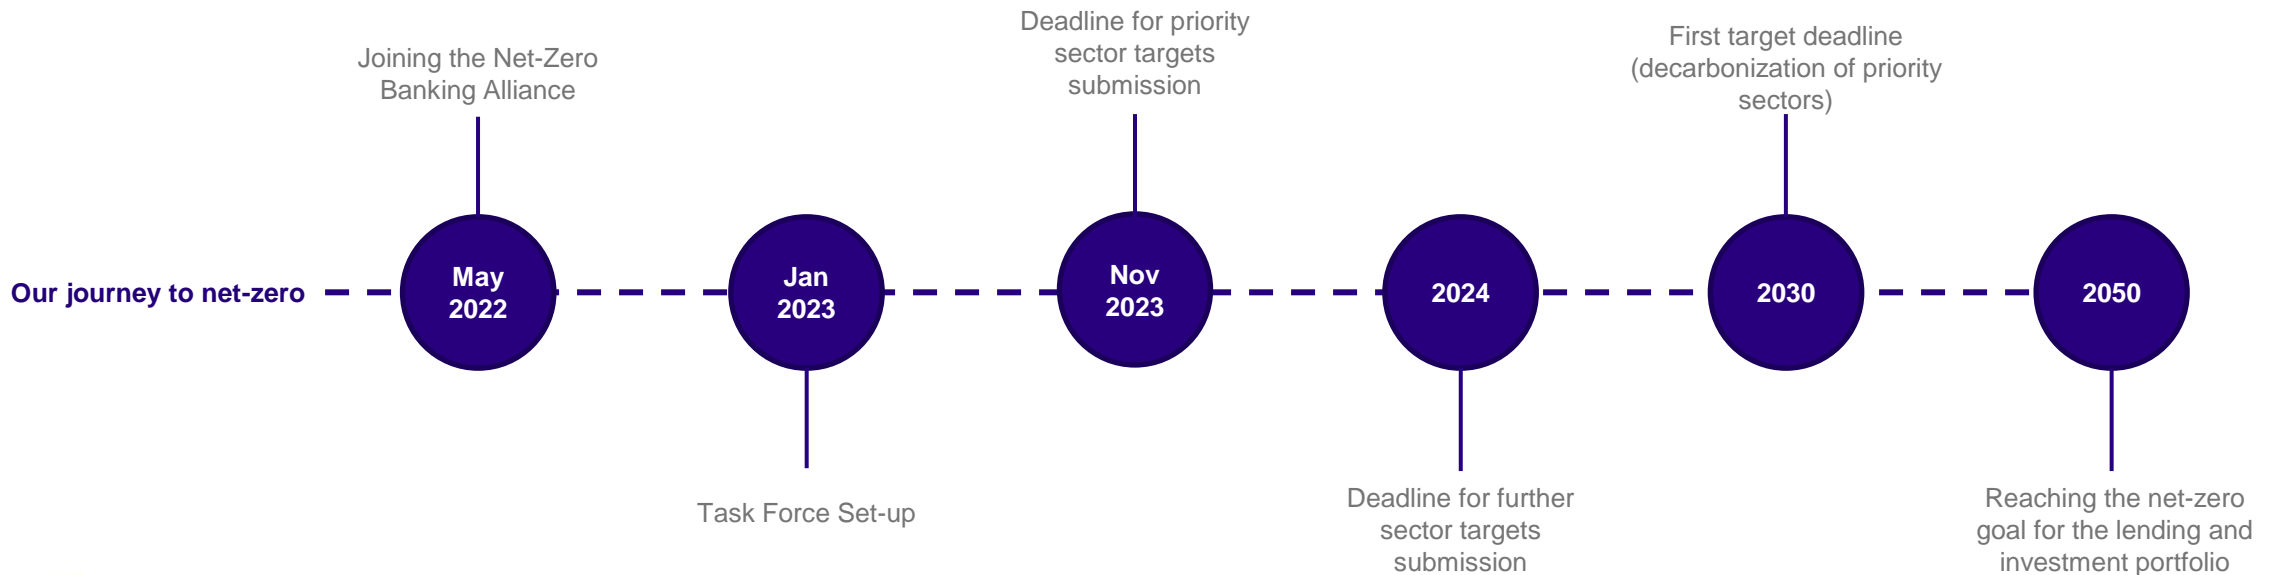 Our journey to net-zero
Joining the Net-Zero
Banking Alliance
May
2022
Jan
2023
Task Force Set-up
Deadline for priority
sector targets
submission
Nov
2023
2024
Deadline for further
sector targets
submission
First target deadline
(decarbonization of priority
sectors)
2030
2050
Reaching the net-zero
goal for the lending and
investment portfolio